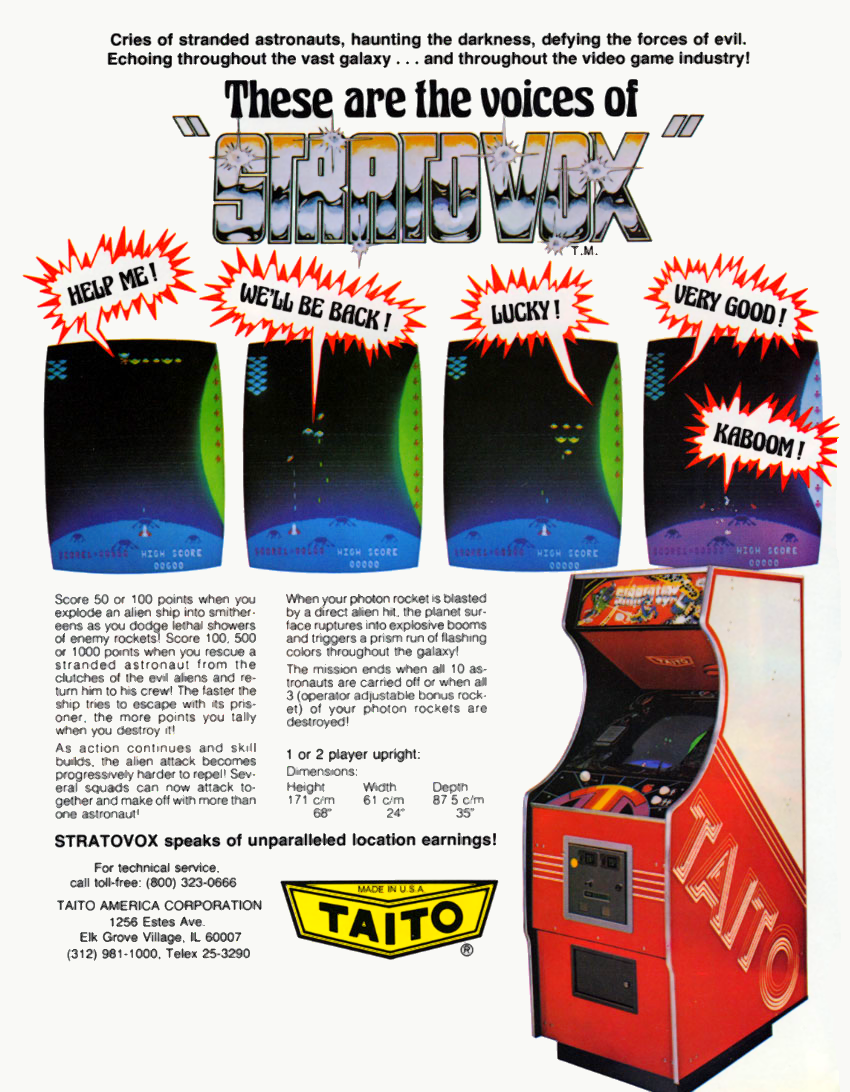 Cries of stranded astronauts, haunting the darkness, defying the forces of evil.
Echoing throughout the vast galaxy . . . and throughout the video game industry!
These are the voices of
"STRATOVOX"
T.M.
HELP ME!
WE'LL BE BACK!
LUCKY!
VERY GOOD!
KABOOM!
HIGH SCORE
00000
HIGH SCORE
00000
HIGH SCORE
00000
HIGH SCORE
00000
Score 50 or 100 points when you
explode an alien ship into smither-
eens as you dodge lethal showers
of enemy rockets! Score 100, 500
or 1000 points when you rescue a
stranded astronaut from the
clutches of the evil aliens and re-
turn him to his crew! The faster the
ship tries to escape with its pris-
oner, the more points you tally
when you destroy it!
As action continues and skill
builds, the alien attack becomes
progressively harder to repel! Sev-
eral squads can now attack to-
gether and make off with more than
one astronaut!
When your photon rocket is blasted
by a direct alien hit, the planet sur-
face ruptures into explosive booms
and triggers a prism run of flashing
colors throughout the galaxy!
The mission ends when all 10 as-
tronauts are carried off or when all
3 (operator adjustable bonus rock-
et) of your photon rockets are
destroyed!
1 or 2 player upright:
Dimensions:
Height Width Depth
171 c/m 61 c/m 87 5 c/m
68" 24" 35"
STRATOVOX speaks of unparalleled location earnings!
For technical service,
call toll-free: (800) 323-0666
TAITO AMERICA CORPORATION
1256 Estes Ave.
Elk Grove Village, IL 60007
(312) 981-1000, Telex 25-3290
MADE IN U.S.A.
TAITO
®
TAITO
TAITO